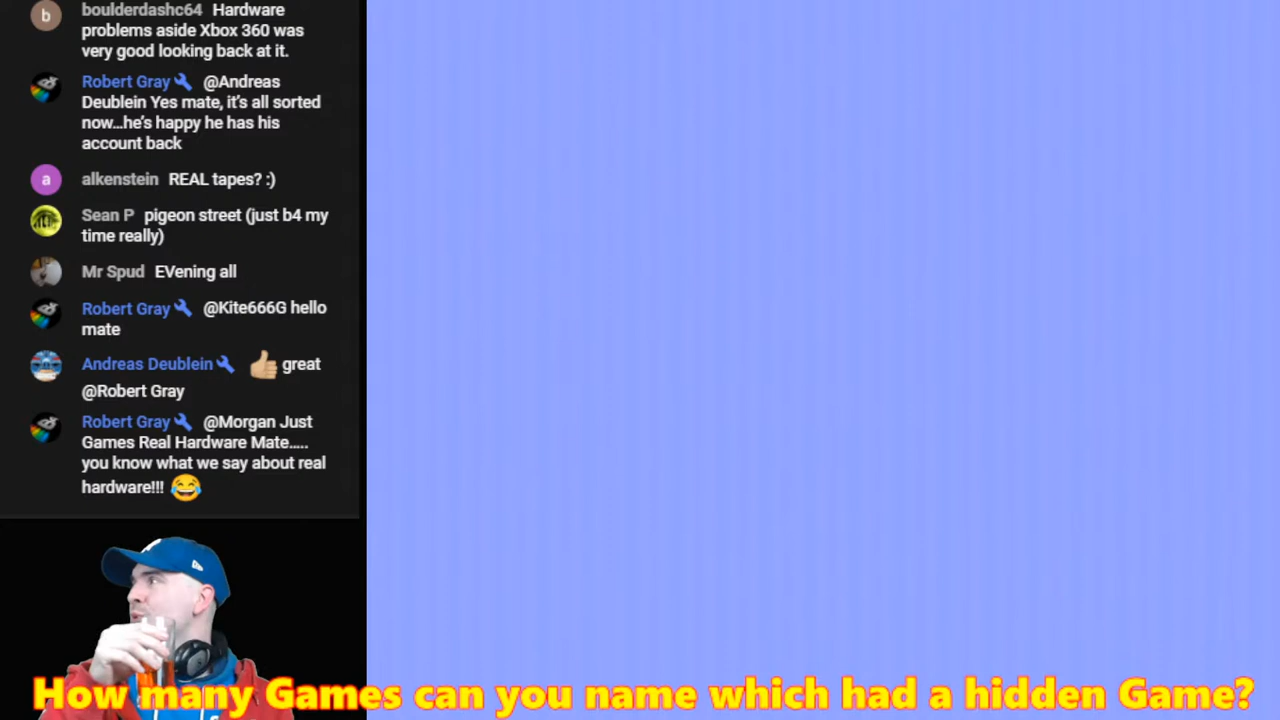 b
boulderdashc64 Hardware
problems aside Xbox 360 was
very good looking back at it.
Robert Gray @Andreas
Deublein Yes mate, it's all sorted
now...he's happy he has his
account back
a
alkenstein REAL tapes? :)
Sean P pigeon street (just b4 my
time really)
Mr Spud EVening all
Robert Gray @Kite666G hello
mate
Andreas Deublein 👍🏼 great
@Robert Gray
Robert Gray @Morgan Just
Games Real Hardware Mate.....
you know what we say about real
hardware!!! 😂
How many Games can you name which had a hidden Game?